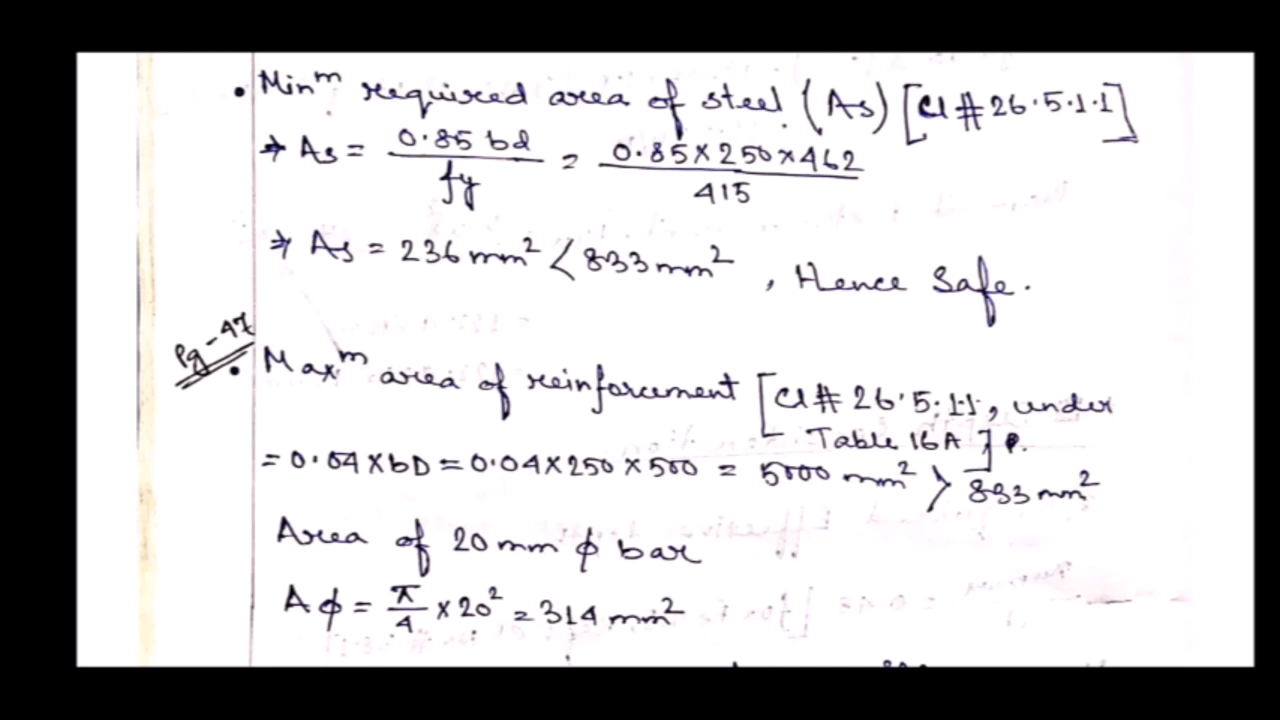 • Minᵐ required area of steel (As) [Cl # 26.5.1.1]
⇒ As = 0.85 bd / fy = 0.85 × 250 × 462 / 415
⇒ As = 236 mm² < 833 mm², Hence Safe.
Pg - 47
• Maxᵐ area of reinforcement [Cl # 26.5.1.1, under
Table 16A] P.
= 0.04 × bD = 0.04 × 250 × 500 = 5000 mm² > 833 mm²
Area of 20 mm ϕ bar
Aϕ = π/4 × 20² = 314 mm²